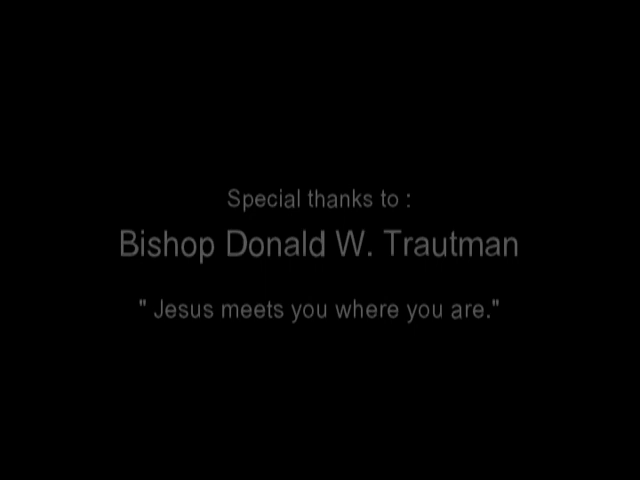 Special thanks to :
Bishop Donald W. Trautman
" Jesus meets you where you are."